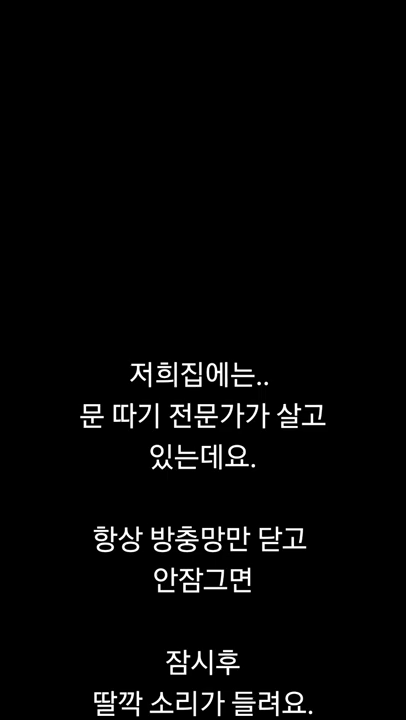 저희집에는..
문 따기 전문가가 살고
있는데요.
항상 방충망만 닫고
안잠그면
잠시후
딸깍 소리가 들려요.